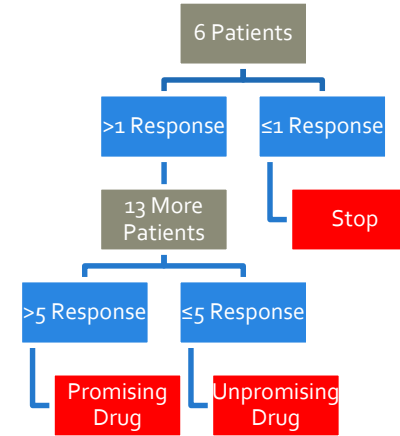 6 Patients
>1 Response
≤1 Response
13 More
Patients
Stop
>5 Response
≤5 Response
Promising
Drug
Unpromising
Drug